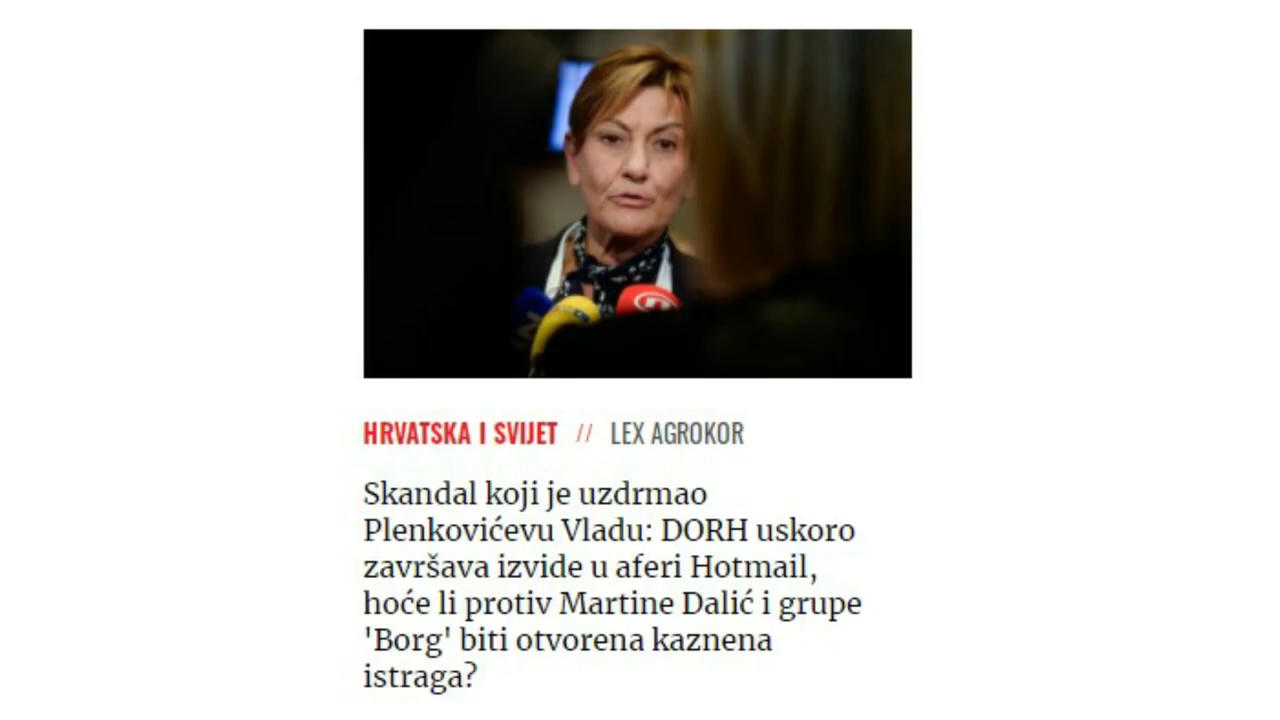 HRVATSKA I SVIJET // LEX AGROKOR
Skandal koji je uzdrmao
Plenkovićevu Vladu: DORH uskoro
završava izvide u aferi Hotmail,
hoće li protiv Martine Dalić i grupe
'Borg' biti otvorena kaznena
istraga?